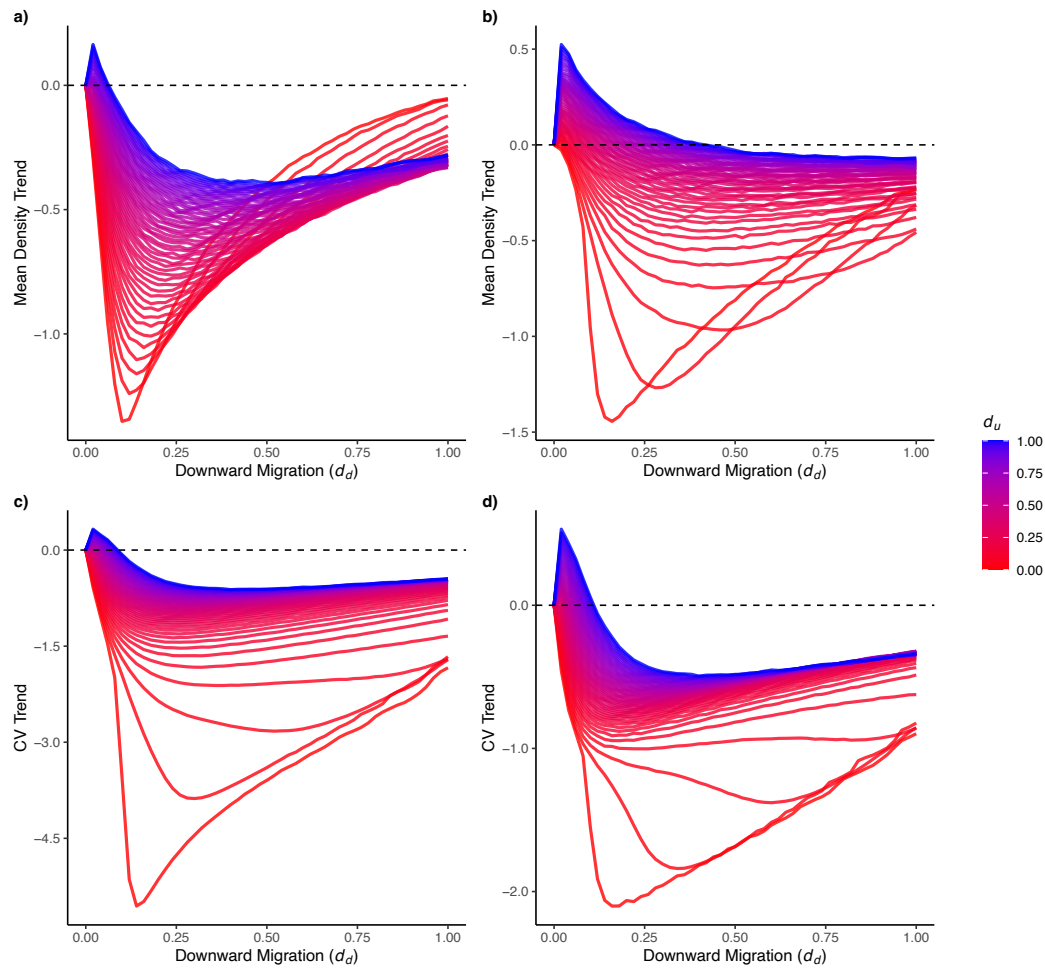 a)
Mean Density Trend
0.0
−0.5
−1.0
0.00 0.25 0.50 0.75 1.00
Downward Migration (d_d)
b)
Mean Density Trend
0.5
0.0
−0.5
−1.0
−1.5
0.00 0.25 0.50 0.75 1.00
Downward Migration (d_d)
c)
CV Trend
0.0
−1.5
−3.0
−4.5
0.00 0.25 0.50 0.75 1.00
Downward Migration (d_d)
d)
CV Trend
0.0
−1.0
−2.0
0.00 0.25 0.50 0.75 1.00
Downward Migration (d_d)
d_u
1.00
0.75
0.50
0.25
0.00